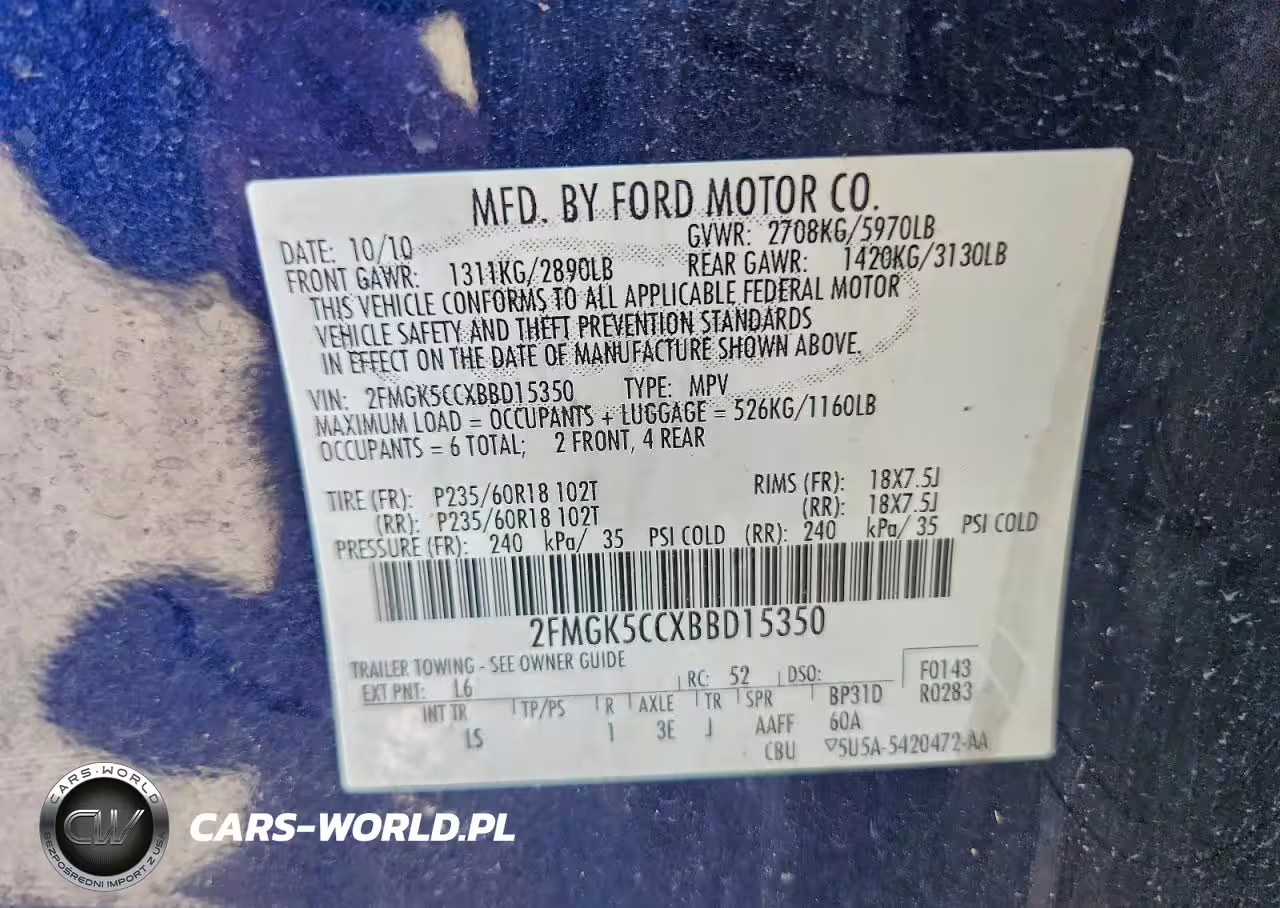 MFD. BY FORD MOTOR CO.
DATE: 10/10 GVWR: 2708KG/5970LB
FRONT GAWR: 1311KG/2890LB REAR GAWR: 1420KG/3130LB
THIS VEHICLE CONFORMS TO ALL APPLICABLE FEDERAL MOTOR
VEHICLE SAFETY AND THEFT PREVENTION STANDARDS
IN EFFECT ON THE DATE OF MANUFACTURE SHOWN ABOVE.
VIN: 2FMGK5CCXBBD15350 TYPE: MPV
MAXIMUM LOAD = OCCUPANTS + LUGGAGE = 526KG/1160LB
OCCUPANTS = 6 TOTAL; 2 FRONT, 4 REAR
TIRE (FR): P235/60R18 102T RIMS (FR): 18X7.5J
(RR): P235/60R18 102T (RR): 18X7.5J
PRESSURE (FR): 240 kPa/ 35 PSI COLD (RR): 240 kPa/ 35 PSI COLD
2FMGK5CCXBBD15350
TRAILER TOWING - SEE OWNER GUIDE
EXT PNT: L6 RC: 52 DSO: F0143
INT TR TP/PS R AXLE TR SPR BP31D R0283
LS 1 3E J AAFF 60A
CBU ▽5U5A-5420472-AA
CARS-WORLD
CW
BEZPOŚREDNI IMPORT Z USA
CARS-WORLD.PL